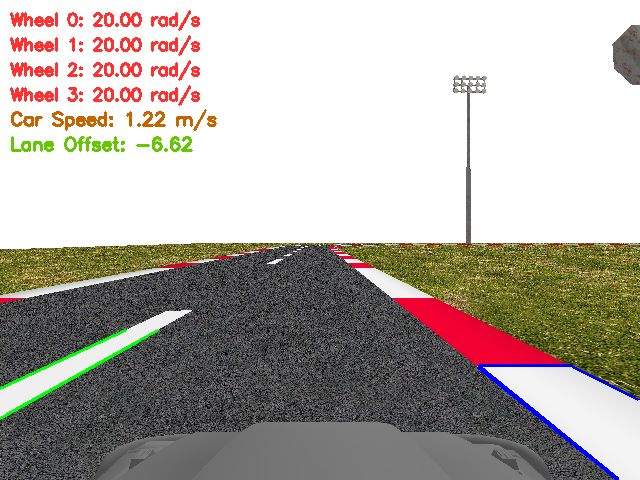 Wheel 0: 20.00 rad/s
Wheel 1: 20.00 rad/s
Wheel 2: 20.00 rad/s
Wheel 3: 20.00 rad/s
Car Speed: 1.22 m/s
Lane Offset: -6.62